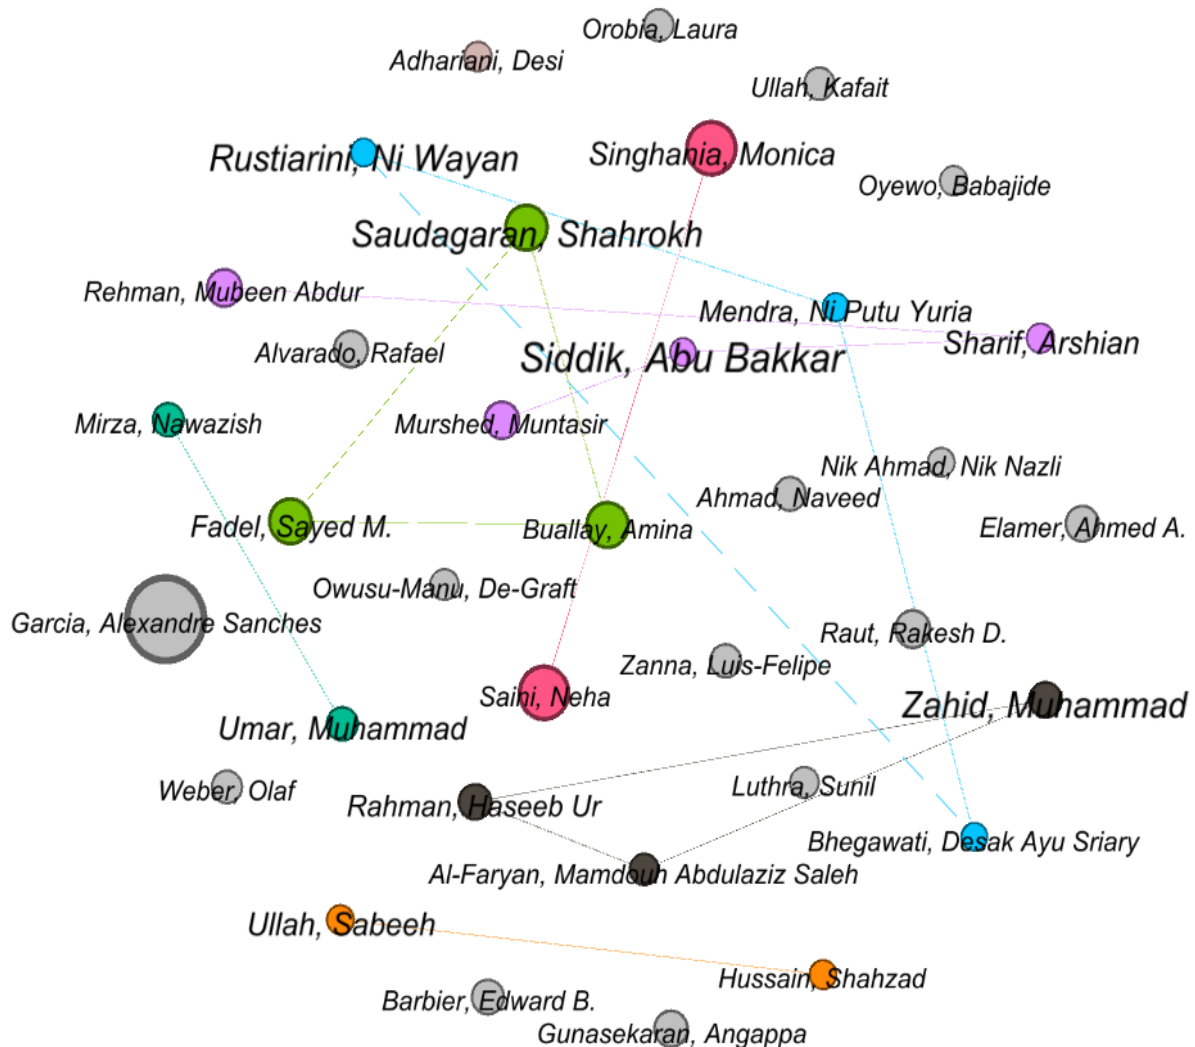 Orobia, Laura
Adhariani, Desi
Ullah, Kafait
Rustiarini, Ni Wayan
Singhania, Monica
Oyewo, Babajide
Saudagaran, Shahrokh
Rehman, Mubeen Abdur
Mendra, Ni Putu Yuria
Sharif, Arshian
Alvarado, Rafael
Siddik, Abu Bakkar
Mirza, Nawazish
Murshed, Muntasir
Nik Ahmad, Nik Nazli
Ahmad, Naveed
Fadel, Sayed M.
Buallay, Amina
Elamer, Ahmed A.
Owusu-Manu, De-Graft
Garcia, Alexandre Sanches
Raut, Rakesh D.
Zanna, Luis-Felipe
Saini, Neha
Zahid, Muhammad
Umar, Muhammad
Weber, Olaf
Luthra, Sunil
Rahman, Haseeb Ur
Bhegawati, Desak Ayu Sriary
Al-Faryan, Mamdouh Abdulaziz Saleh
Ullah, Sabeeh
Hussain, Shahzad
Barbier, Edward B.
Gunasekaran, Angappa